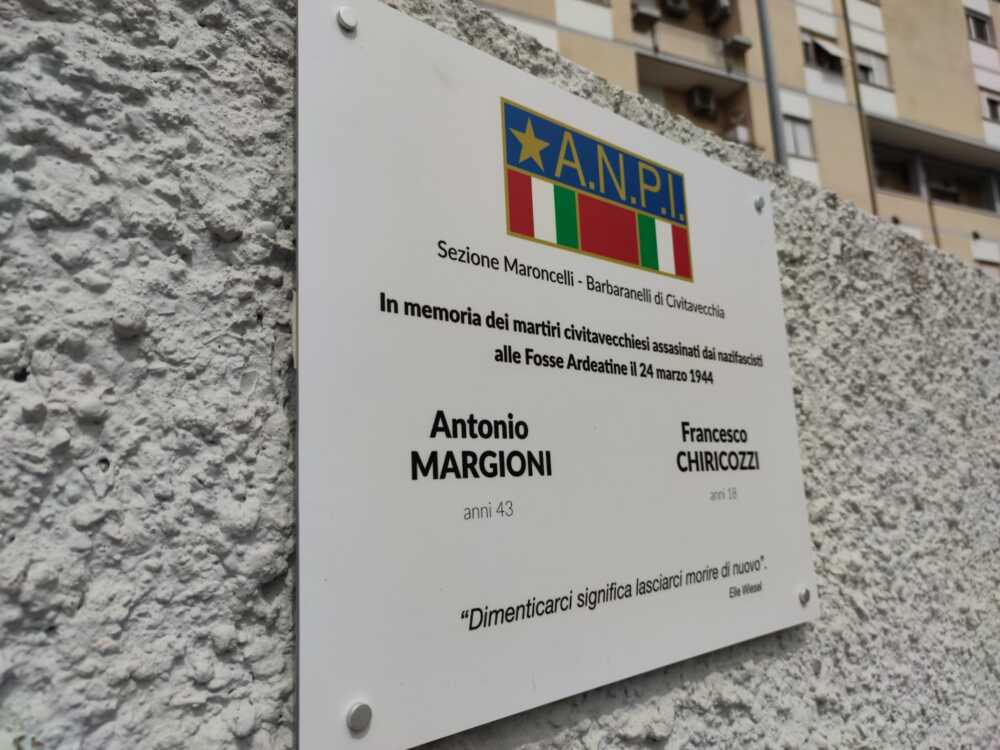 A.N.P.I.
Sezione Maroncelli - Barbaranelli di Civitavecchia
In memoria dei martiri civitavecchiesi assasinati dai nazifascisti
alle Fosse Ardeatine il 24 marzo 1944
Antonio
MARGIONI
anni 43
Francesco
CHIRICOZZI
anni 18
“Dimenticarci significa lasciarci morire di nuovo”.
Elie Wiesel